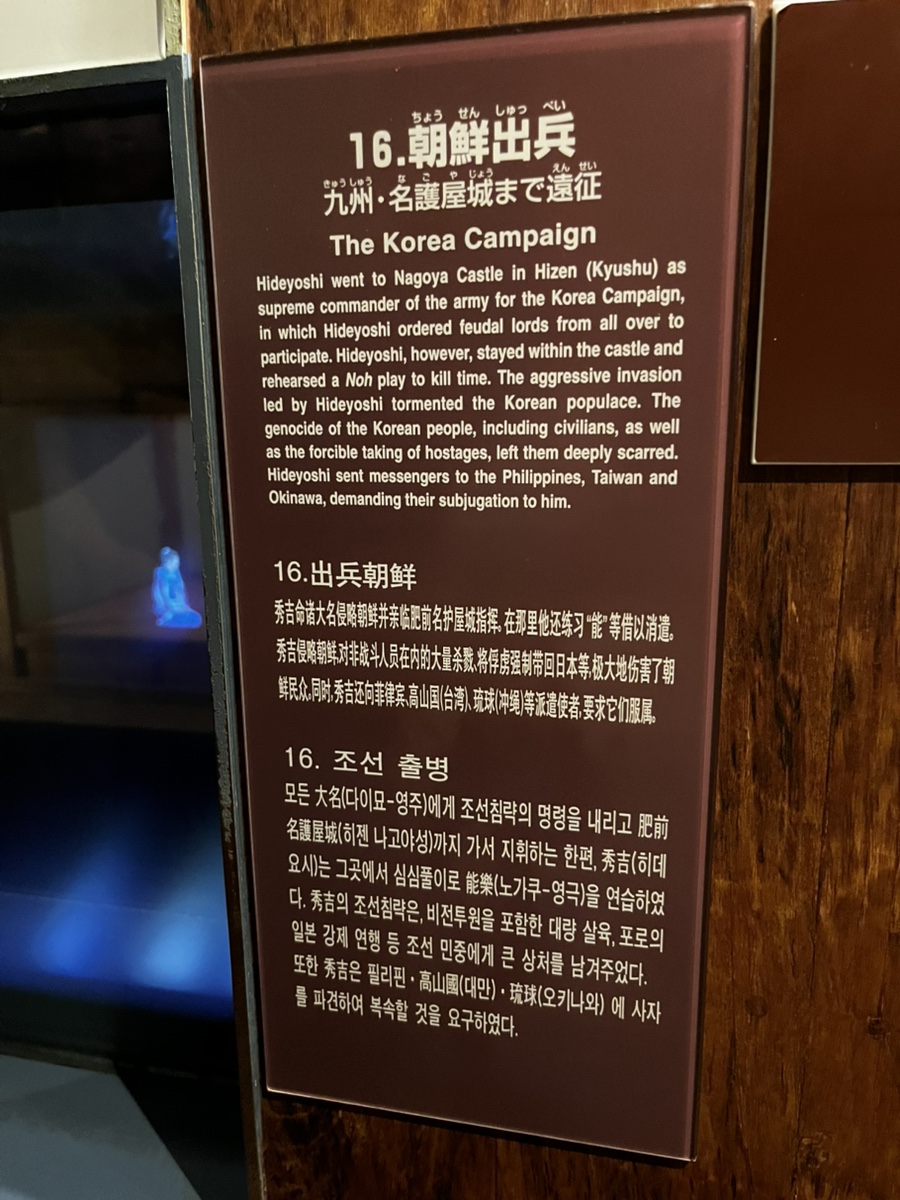 ちょう せん しゅっ ぺい
16.朝鮮出兵
きゅうしゅう なごやじょう えんせい
九州・名護屋城まで遠征
The Korea Campaign
Hideyoshi went to Nagoya Castle in Hizen (Kyushu) as
supreme commander of the army for the Korea Campaign,
in which Hideyoshi ordered feudal lords from all over to
participate. Hideyoshi, however, stayed within the castle and
rehearsed a Noh play to kill time. The aggressive invasion
led by Hideyoshi tormented the Korean populace. The
genocide of the Korean people, including civilians, as well
as the forcible taking of hostages, left them deeply scarred.
Hideyoshi sent messengers to the Philippines, Taiwan and
Okinawa, demanding their subjugation to him.
16.出兵朝鲜
秀吉命诸大名侵略朝鲜并亲临肥前名护屋城指挥。在那里他还练习“能”等借以消遣。
秀吉侵略朝鲜,对非战斗人员在内的大量杀戮、将俘虏强制带回日本等,极大地伤害了朝
鲜民众。同时,秀吉还向菲律宾、高山国(台湾)、琉球(冲绳)等派遣使者,要求它们服属。
16. 조선 출병
모든 大名(다이묘-영주)에게 조선침략의 명령을 내리고 肥前
名護屋城(히젠 나고야성)까지 가서 지휘하는 한편, 秀吉(히데
요시)는 그곳에서 심심풀이로 能樂(노가쿠-영극)을 연습하였
다. 秀吉의 조선침략은, 비전투원을 포함한 대량 살육, 포로의
일본 강제 연행 등 조선 민중에게 큰 상처를 남겨주었다.
또한 秀吉은 필리핀・高山國(대만)・琉球(오키나와) 에 사자
를 파견하여 복속할 것을 요구하였다.